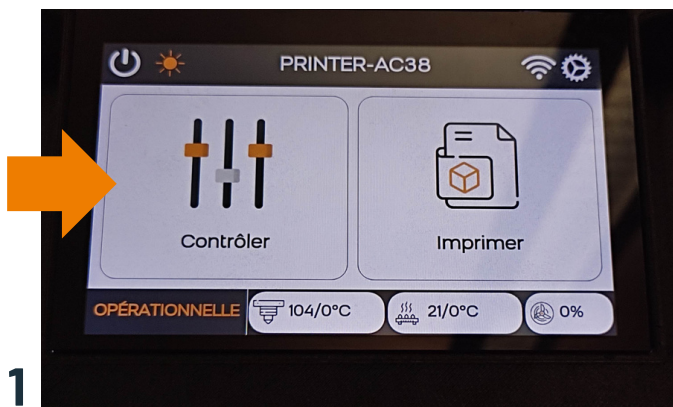 PRINTER-AC38
Contrôler
Imprimer
OPÉRATIONNELLE
104/0°C
21/0°C
0%
1